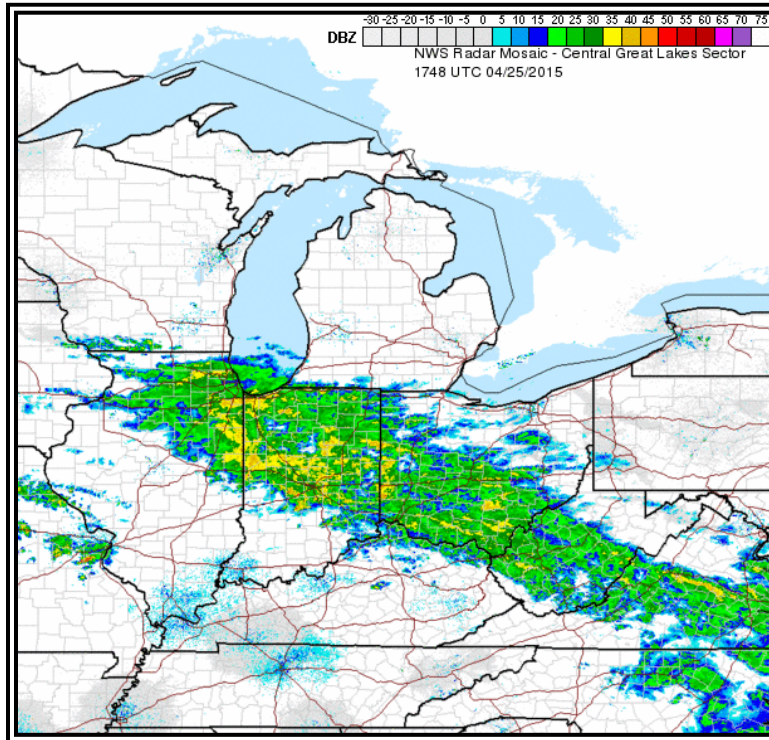 -30 -25 -20 -15 -10 -5 0 5 10 15 20 25 30 35 40 45 50 55 60 65 70 75
DBZ
NWS Radar Mosaic - Central Great Lakes Sector
1748 UTC 04/25/2015